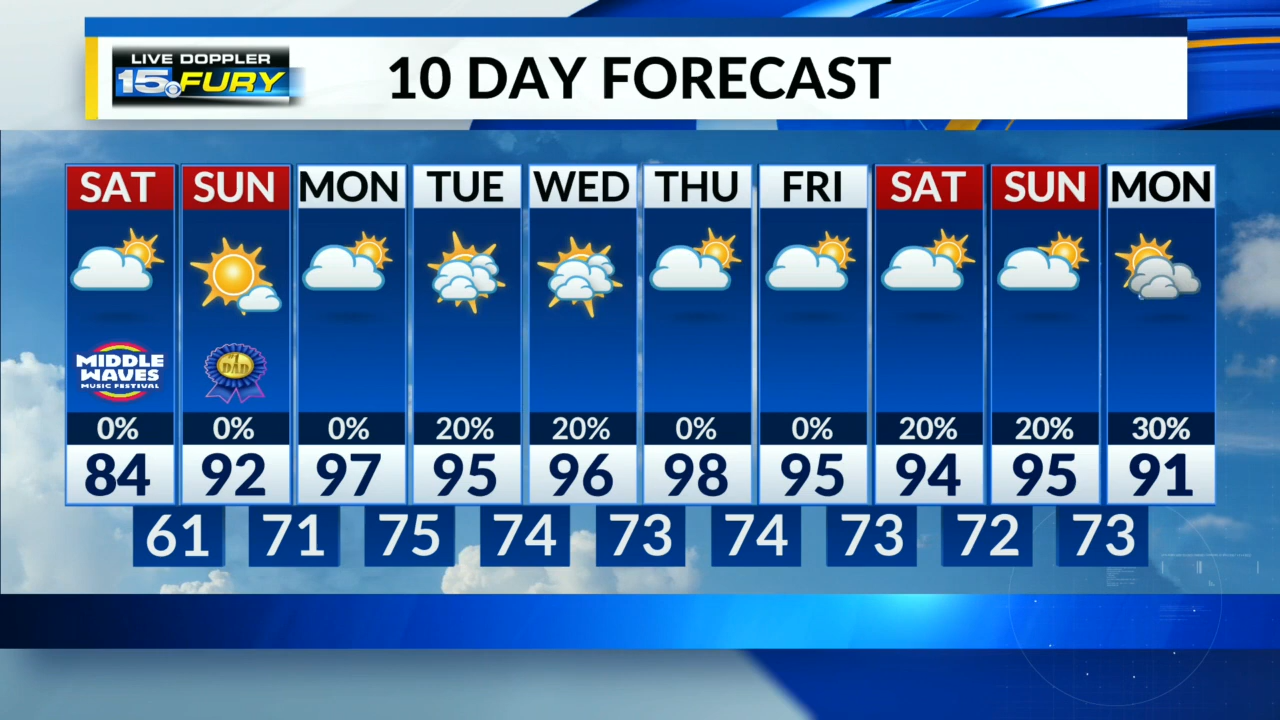 LIVE DOPPLER
15 FURY
10 DAY FORECAST
SAT SUN MON TUE WED THU FRI SAT SUN MON
MIDDLE
WAVES
MUSIC FESTIVAL
#1
DAD
0% 0% 0% 20% 20% 0% 0% 20% 20% 30%
84 92 97 95 96 98 95 94 95 91
61 71 75 74 73 74 73 72 73